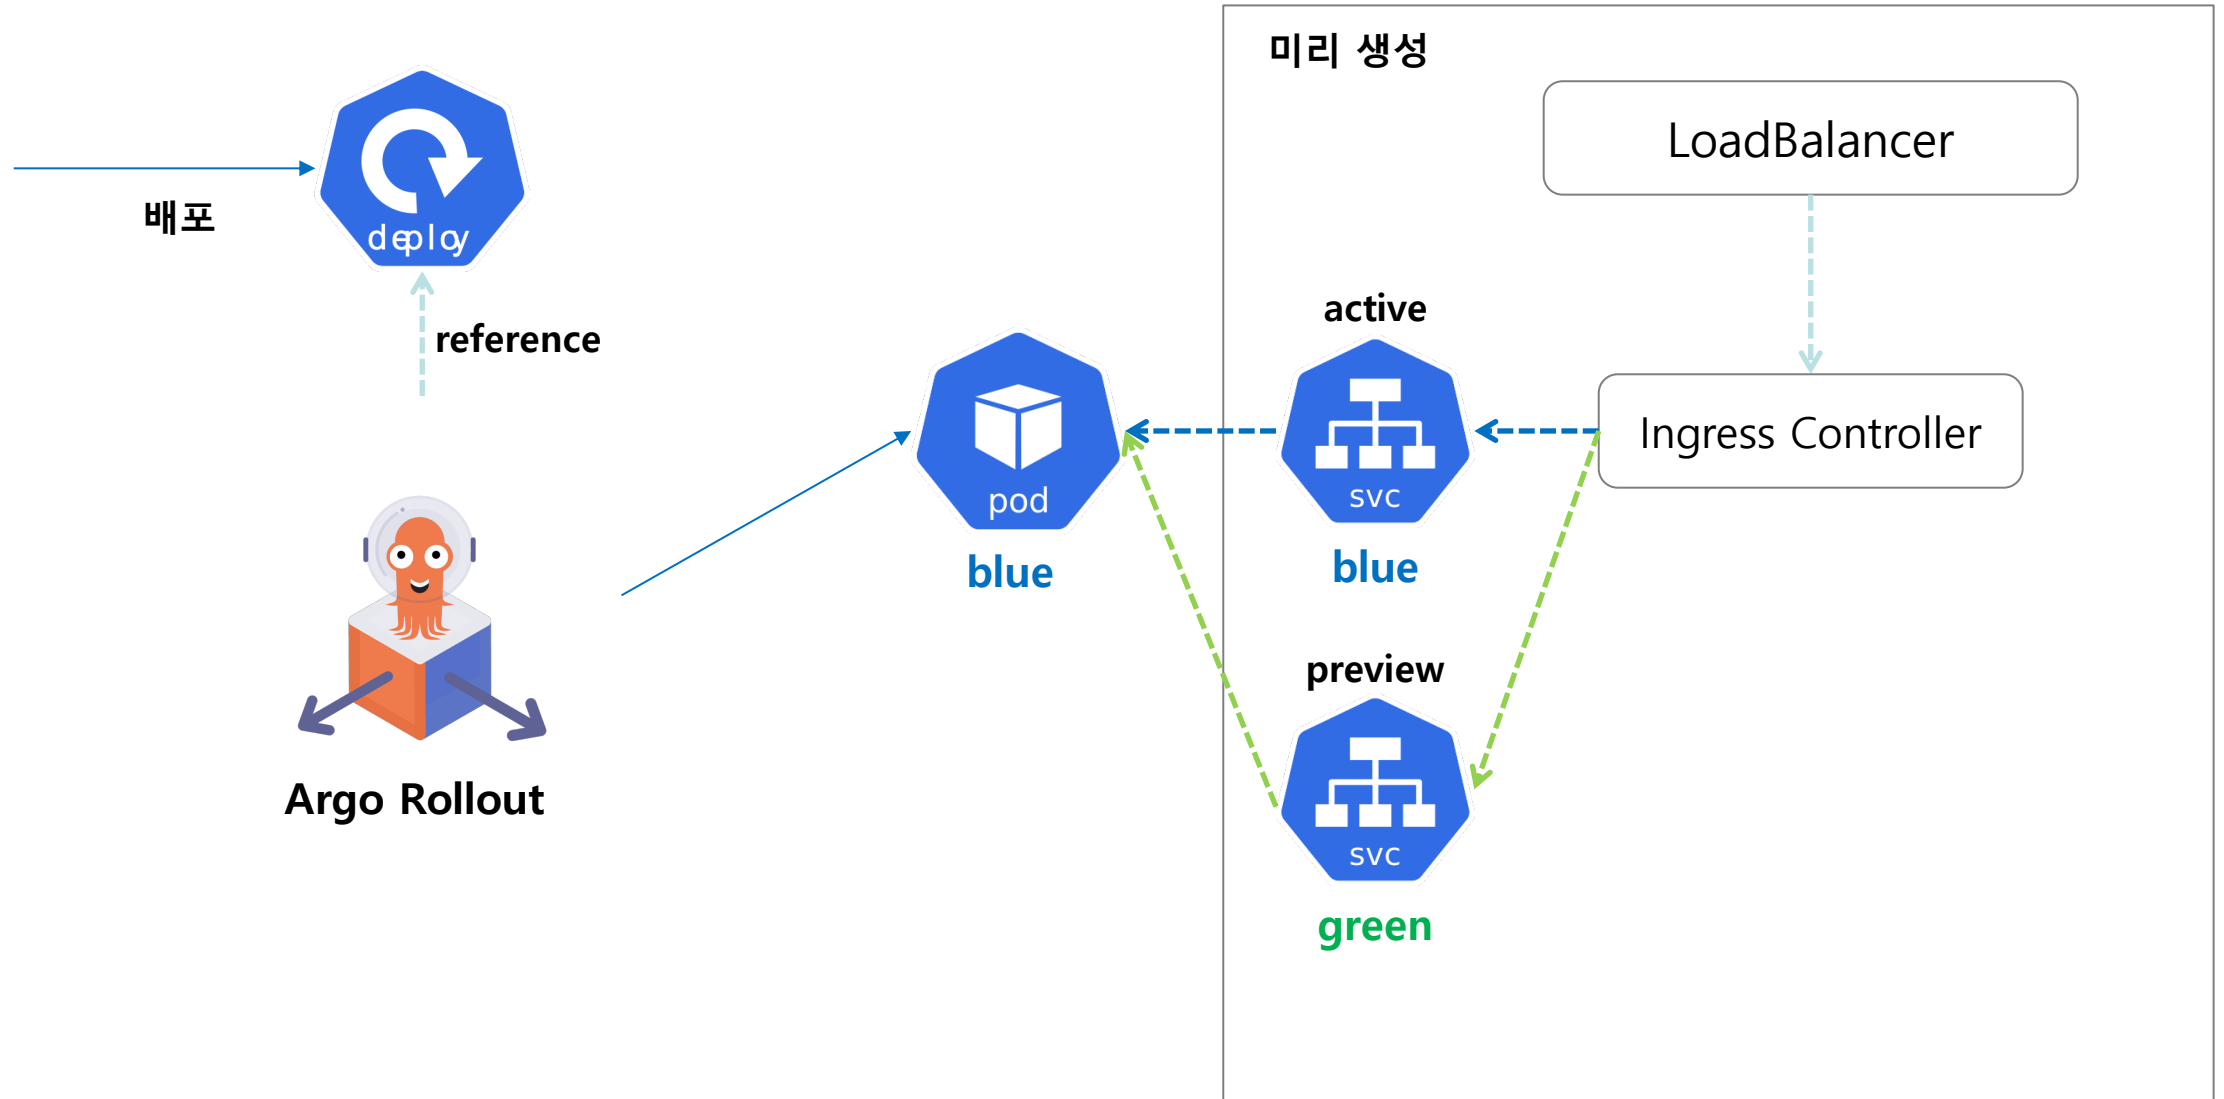 미리 생성
LoadBalancer
deploy
배포
reference
active
Ingress Controller
pod
svc
blue
blue
preview
Argo Rollout
svc
green